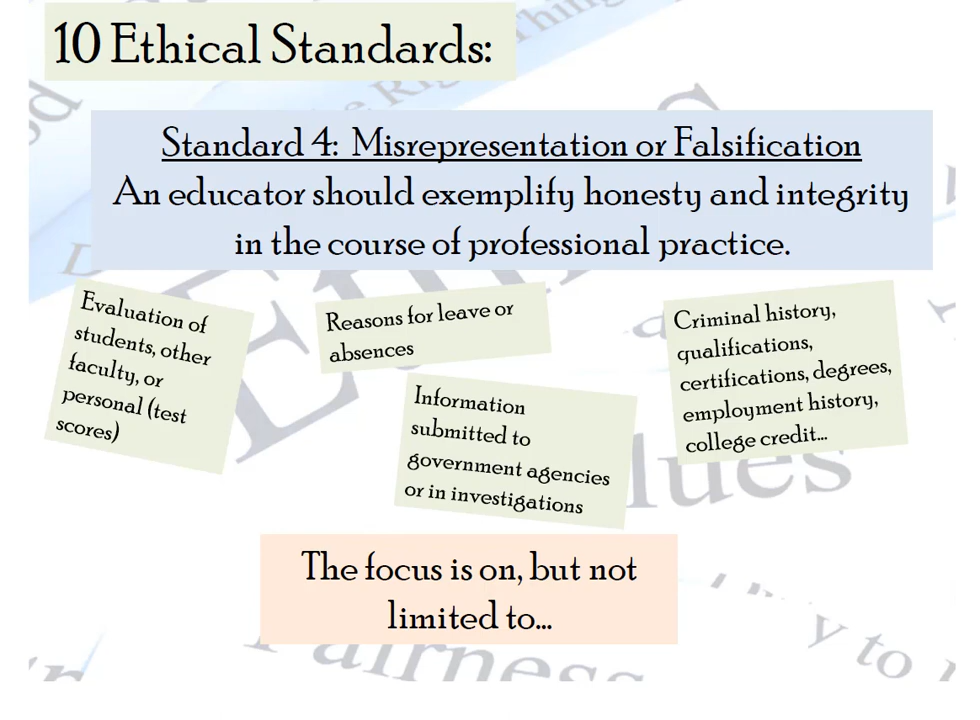 10 Ethical Standards:
Standard 4: Misrepresentation or Falsification
An educator should exemplify honesty and integrity
in the course of professional practice.
Evaluation of
students, other
faculty, or
personal (test
scores)
Reasons for leave or
absences
Information
submitted to
government agencies
or in investigations
Criminal history,
qualifications,
certifications, degrees,
employment history,
college credit...
The focus is on, but not
limited to...
Fairness